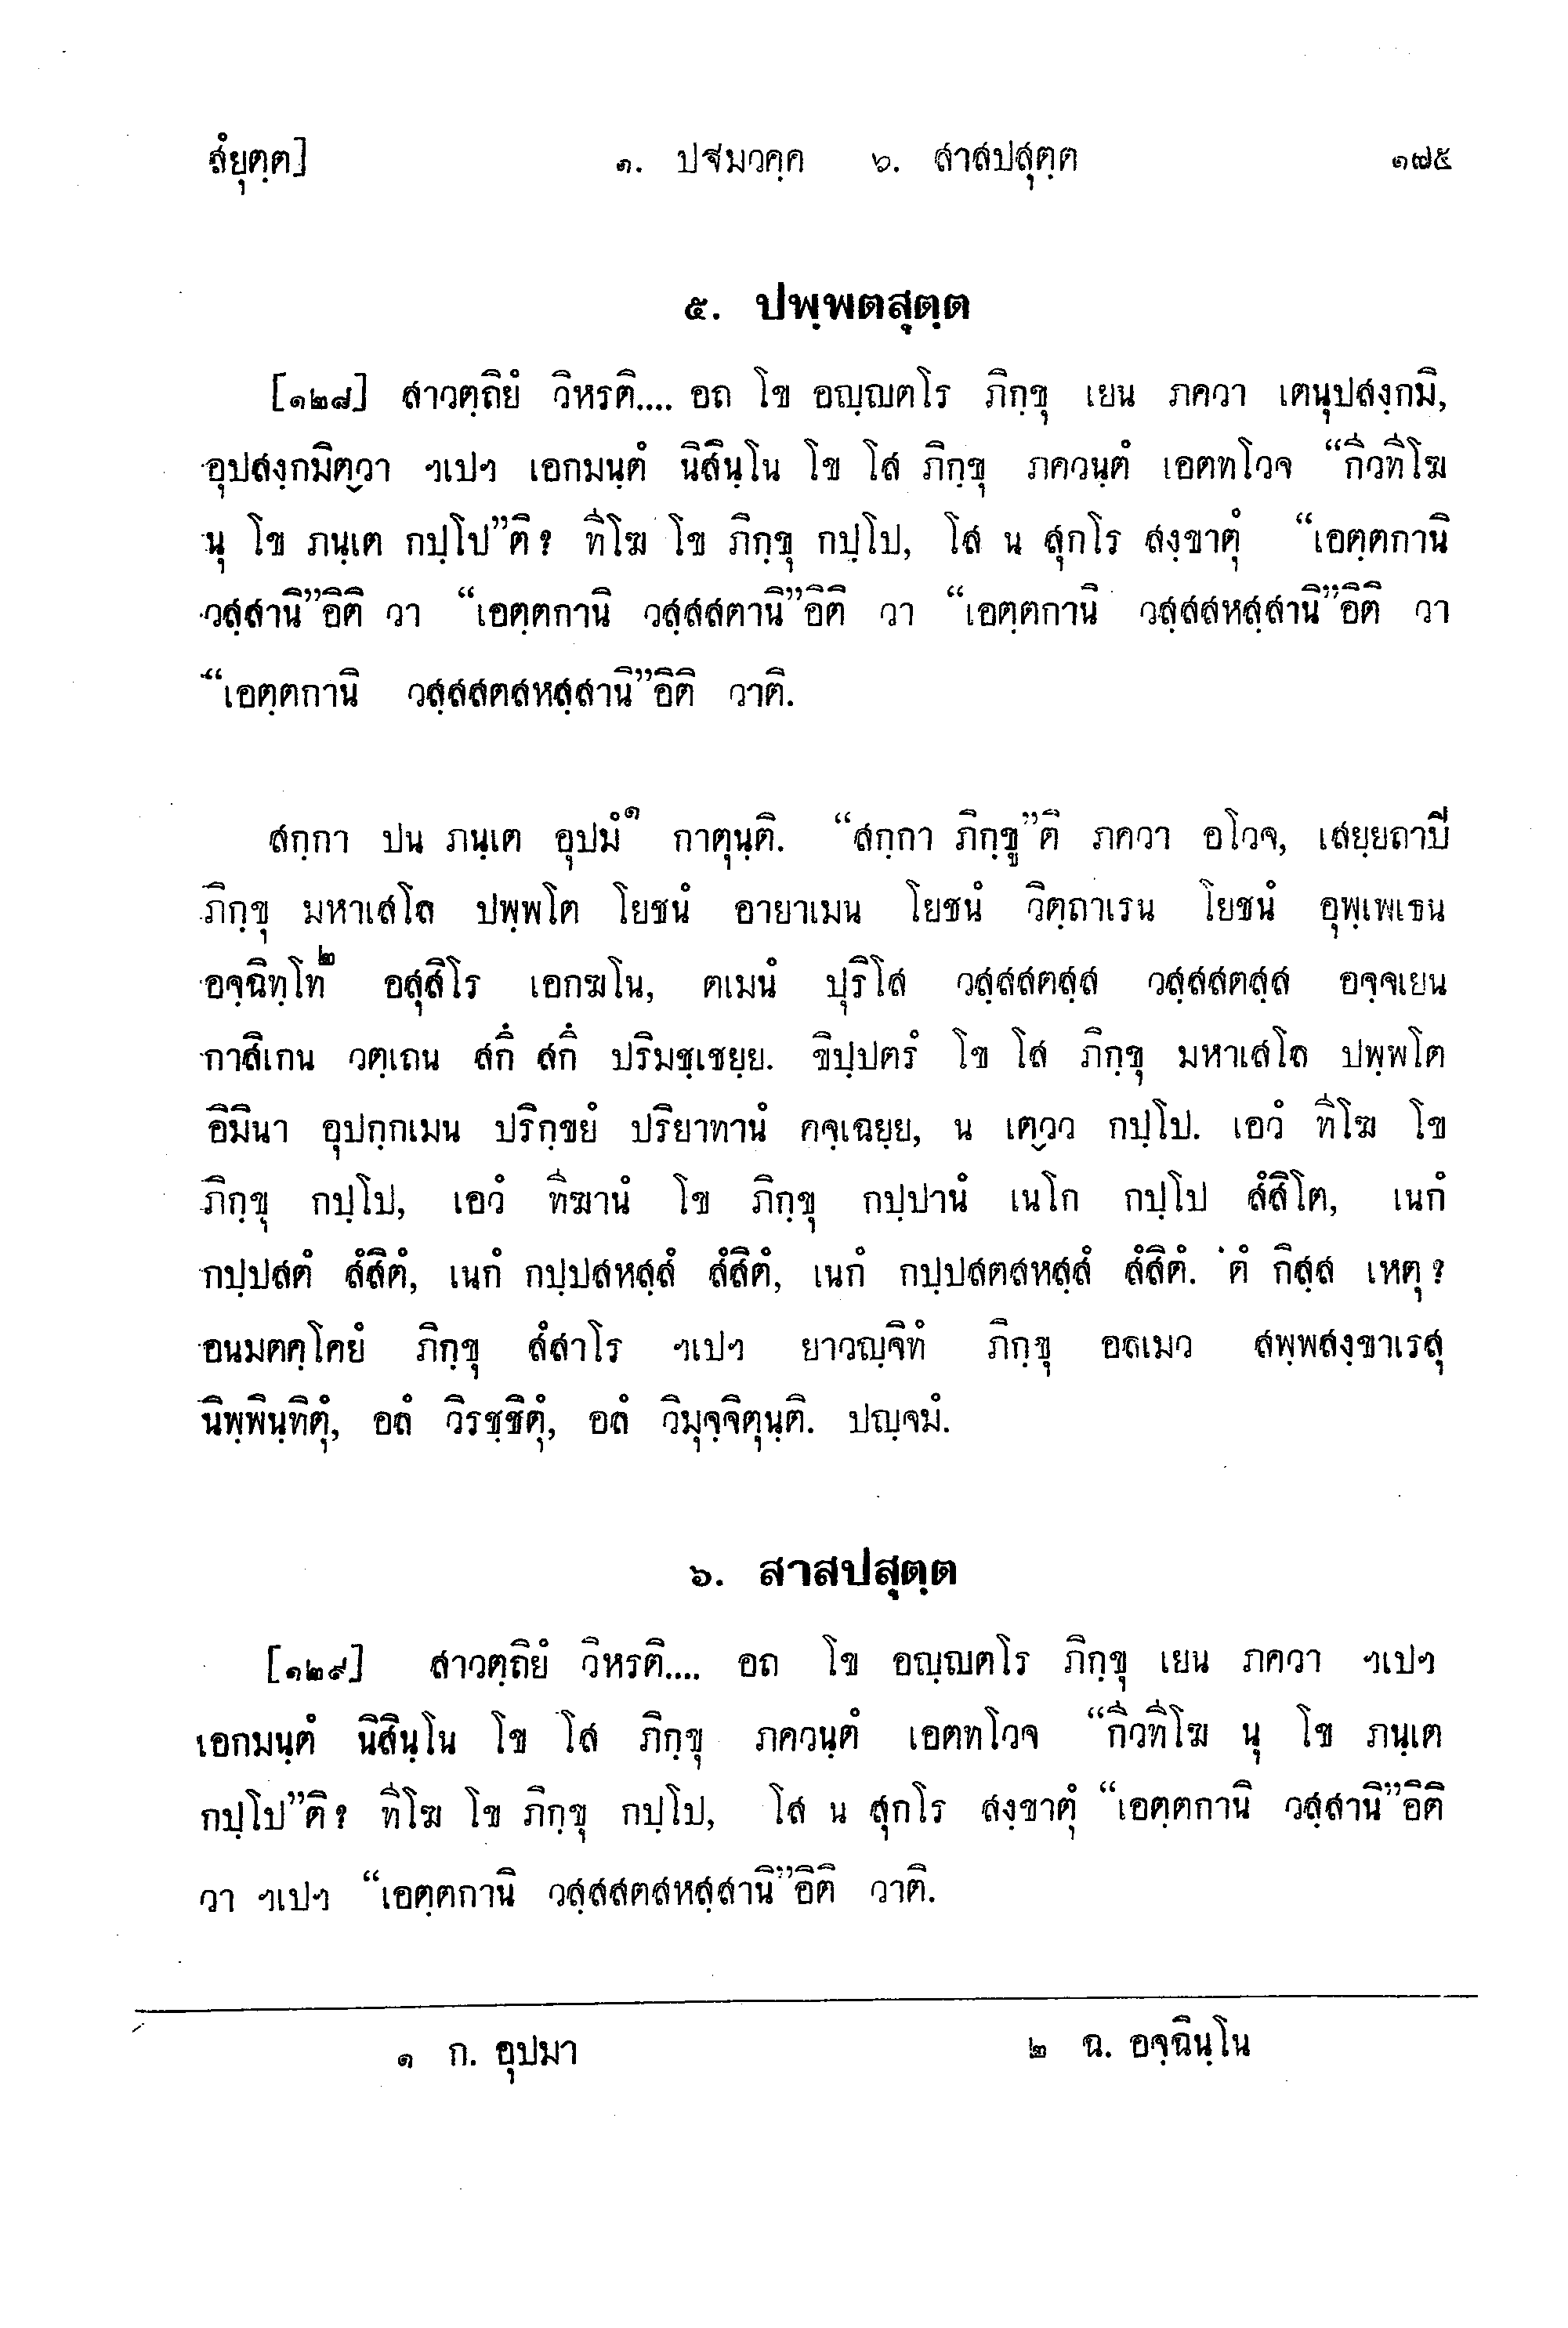 สํยุตฺต] ๑. ปฐมวคฺค ๖. สาสปสุตฺต ๑๗๕
๕. ปพฺพตสุตฺต
[๑๒๘] สาวตฺถิยํ วิหรติ.... อถ โข อญฺญตโร ภิกฺขุ เยน ภควา เตนุปสงฺกมิ,
อุปสงฺกมิตฺวา ฯเปฯ เอกมนฺตํ นิสินฺโน โข โส ภิกฺขุ ภควนฺตํ เอตทโวจ “กีวทีโฆ
นุ โข ภนฺเต กปฺโป”ติ? ทีโฆ โข ภิกฺขุ กปฺโป, โส น สุกโร สงฺขาตุํ “เอตฺตกานิ
วสฺสานิ”อิติ วา “เอตฺตกานิ วสฺสสตานิ”อิติ วา “เอตฺตกานิ วสฺสสหสฺสานิ”อิติ วา
“เอตฺตกานิ วสฺสสตสหสฺสานิ”อิติ วาติ.
สกฺกา ปน ภนฺเต อุปมํ๑ กาตุนฺติ. “สกฺกา ภิกฺขู”ติ ภควา อโวจ, เสยฺยถาปี
ภิกฺขุ มหาเสโล ปพฺพโต โยชนํ อายาเมน โยชนํ วิตฺถาเรน โยชนํ อุพฺเพเธน
อจฺฉิทฺโท๒ อสุสิโร เอกฆโน, ตเมนํ ปุริโส วสฺสสตสฺส วสฺสสตสฺส อจฺจเยน
กาสิเกน วตฺเถน สกึ สกึ ปริมชฺเชยฺย. ขิปฺปตรํ โข โส ภิกฺขุ มหาเสโล ปพฺพโต
อิมินา อุปกฺกเมน ปริกฺขยํ ปริยาทานํ คจฺเฉยฺย, น เตฺวว กปฺโป. เอวํ ทีโฆ โข
ภิกฺขุ กปฺโป, เอวํ ทีฆานํ โข ภิกฺขุ กปฺปานํ เนโก กปฺโป สํสิโต, เนกํ
กปฺปสตํ สํสิตํ, เนกํ กปฺปสหสฺสํ สํสิตํ, เนกํ กปฺปสตสหสฺสํ สํสิตํ. ตํ กิสฺส เหตุ?
อนมตคฺโคยํ ภิกฺขุ สํสาโร ฯเปฯ ยาวญฺจิทํ ภิกฺขุ อลเมว สพฺพสงฺขาเรสุ
นิพฺพินฺทิตุํ, อลํ วิรชฺชิตุํ, อลํ วิมุจฺจิตุนฺติ. ปญฺจมํ.
๖. สาสปสุตฺต
[๑๒๙] สาวตฺถิยํ วิหรติ.... อถ โข อญฺญตโร ภิกฺขุ เยน ภควา ฯเปฯ
เอกมนฺตํ นิสินฺโน โข โส ภิกฺขุ ภควนฺตํ เอตทโวจ “กีวทีโฆ นุ โข ภนฺเต
กปฺโป”ติ? ทีโฆ โข ภิกฺขุ กปฺโป, โส น สุกโร สงฺขาตุํ “เอตฺตกานิ วสฺสานิ”อิติ
วา ฯเปฯ “เอตฺตกานิ วสฺสสตสหสฺสานิ”อิติ วาติ.
๑ ก. อุปมา ๒ ฉ. อจฺฉินฺโน